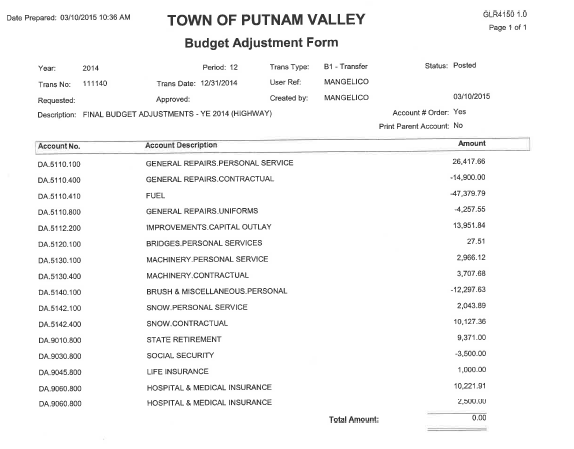 Date Prepared: 03/10/2015 10:36 AM
TOWN OF PUTNAM VALLEY
GLR4150 1.0
Budget Adjustment Form
Page 1 of 1
Year: 2014 Period: 12 Trans Type: B1 - Transfer Status: Posted
Trans No: 111140 Trans Date: 12/31/2014 User Ref: MANGELICO
Requested: Approved: Created by: MANGELICO 03/10/2015
Description: FINAL BUDGET ADJUSTMENTS - YE 2014 (HIGHWAY) Account # Order: Yes
Print Parent Account: No
Account No. Account Description Amount
DA.5110.100 GENERAL REPAIRS.PERSONAL SERVICE 26,417.66
DA.5110.400 GENERAL REPAIRS.CONTRACTUAL -14,900.00
DA.5110.410 FUEL -47,379.79
DA.5110.800 GENERAL REPAIRS.UNIFORMS -4,257.55
DA.5112.200 IMPROVEMENTS.CAPITAL OUTLAY 13,951.84
DA.5120.100 BRIDGES.PERSONAL SERVICES 27.51
DA.5130.100 MACHINERY.PERSONAL SERVICE 2,966.12
DA.5130.400 MACHINERY.CONTRACTUAL 3,707.68
DA.5140.100 BRUSH & MISCELLANEOUS.PERSONAL -12,297.63
DA.5142.100 SNOW.PERSONAL SERVICE 2,043.89
DA.5142.400 SNOW.CONTRACTUAL 10,127.36
DA.9010.800 STATE RETIREMENT 9,371.00
DA.9030.800 SOCIAL SECURITY -3,500.00
DA.9045.800 LIFE INSURANCE 1,000.00
DA.9060.800 HOSPITAL & MEDICAL INSURANCE 10,221.91
DA.9060.800 HOSPITAL & MEDICAL INSURANCE 2,500.00
Total Amount: 0.00